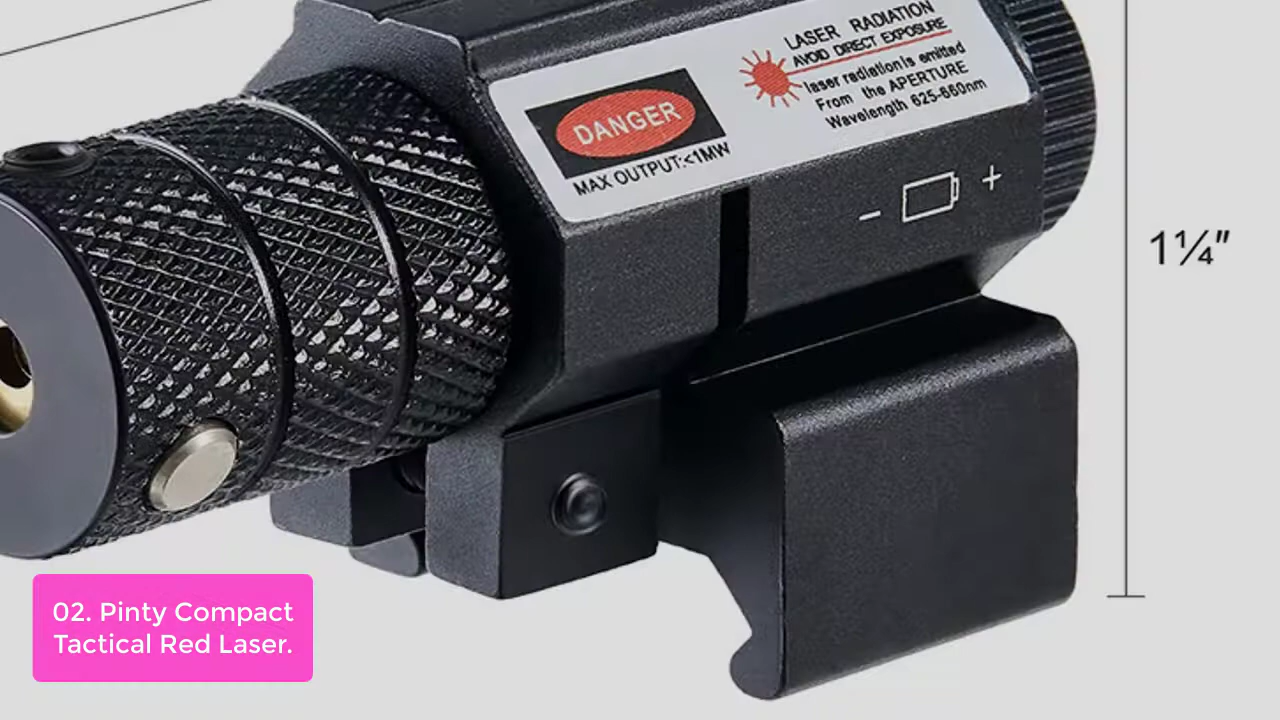 LASER RADIATION
AVOID DIRECT EXPOSURE
laser radiation is emitted
From the APERTURE
Wavelength 625-660nm
DANGER
MAX OUTPUT:<1MW
- +
1¼"
02. Pinty Compact
Tactical Red Laser.